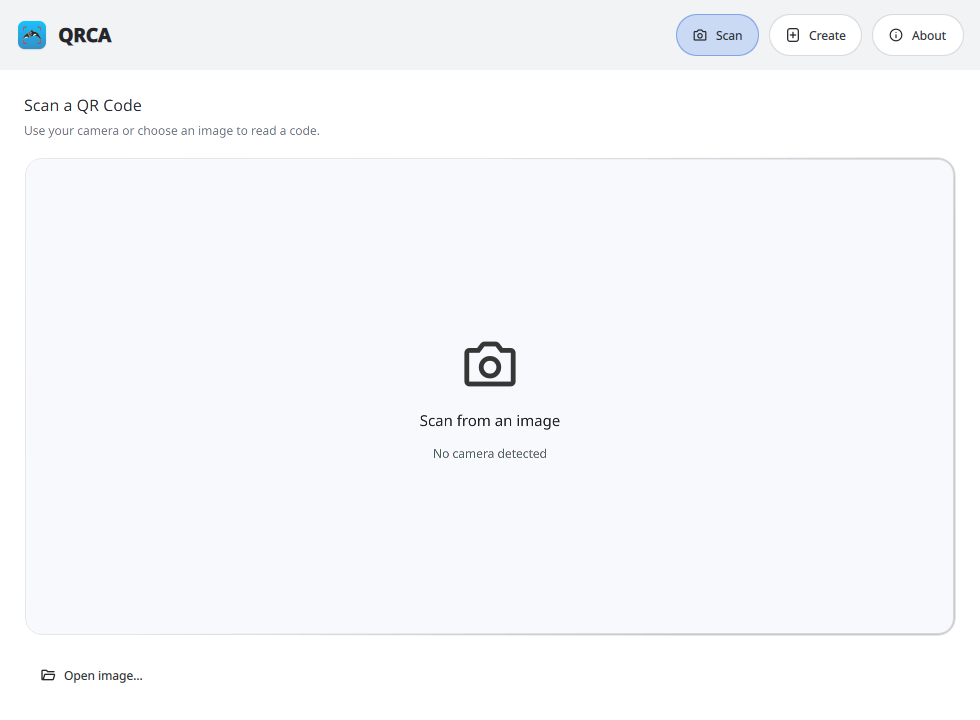 QRCA
Scan
Create
About
Scan a QR Code
Use your camera or choose an image to read a code.
Scan from an image
No camera detected
Open image...